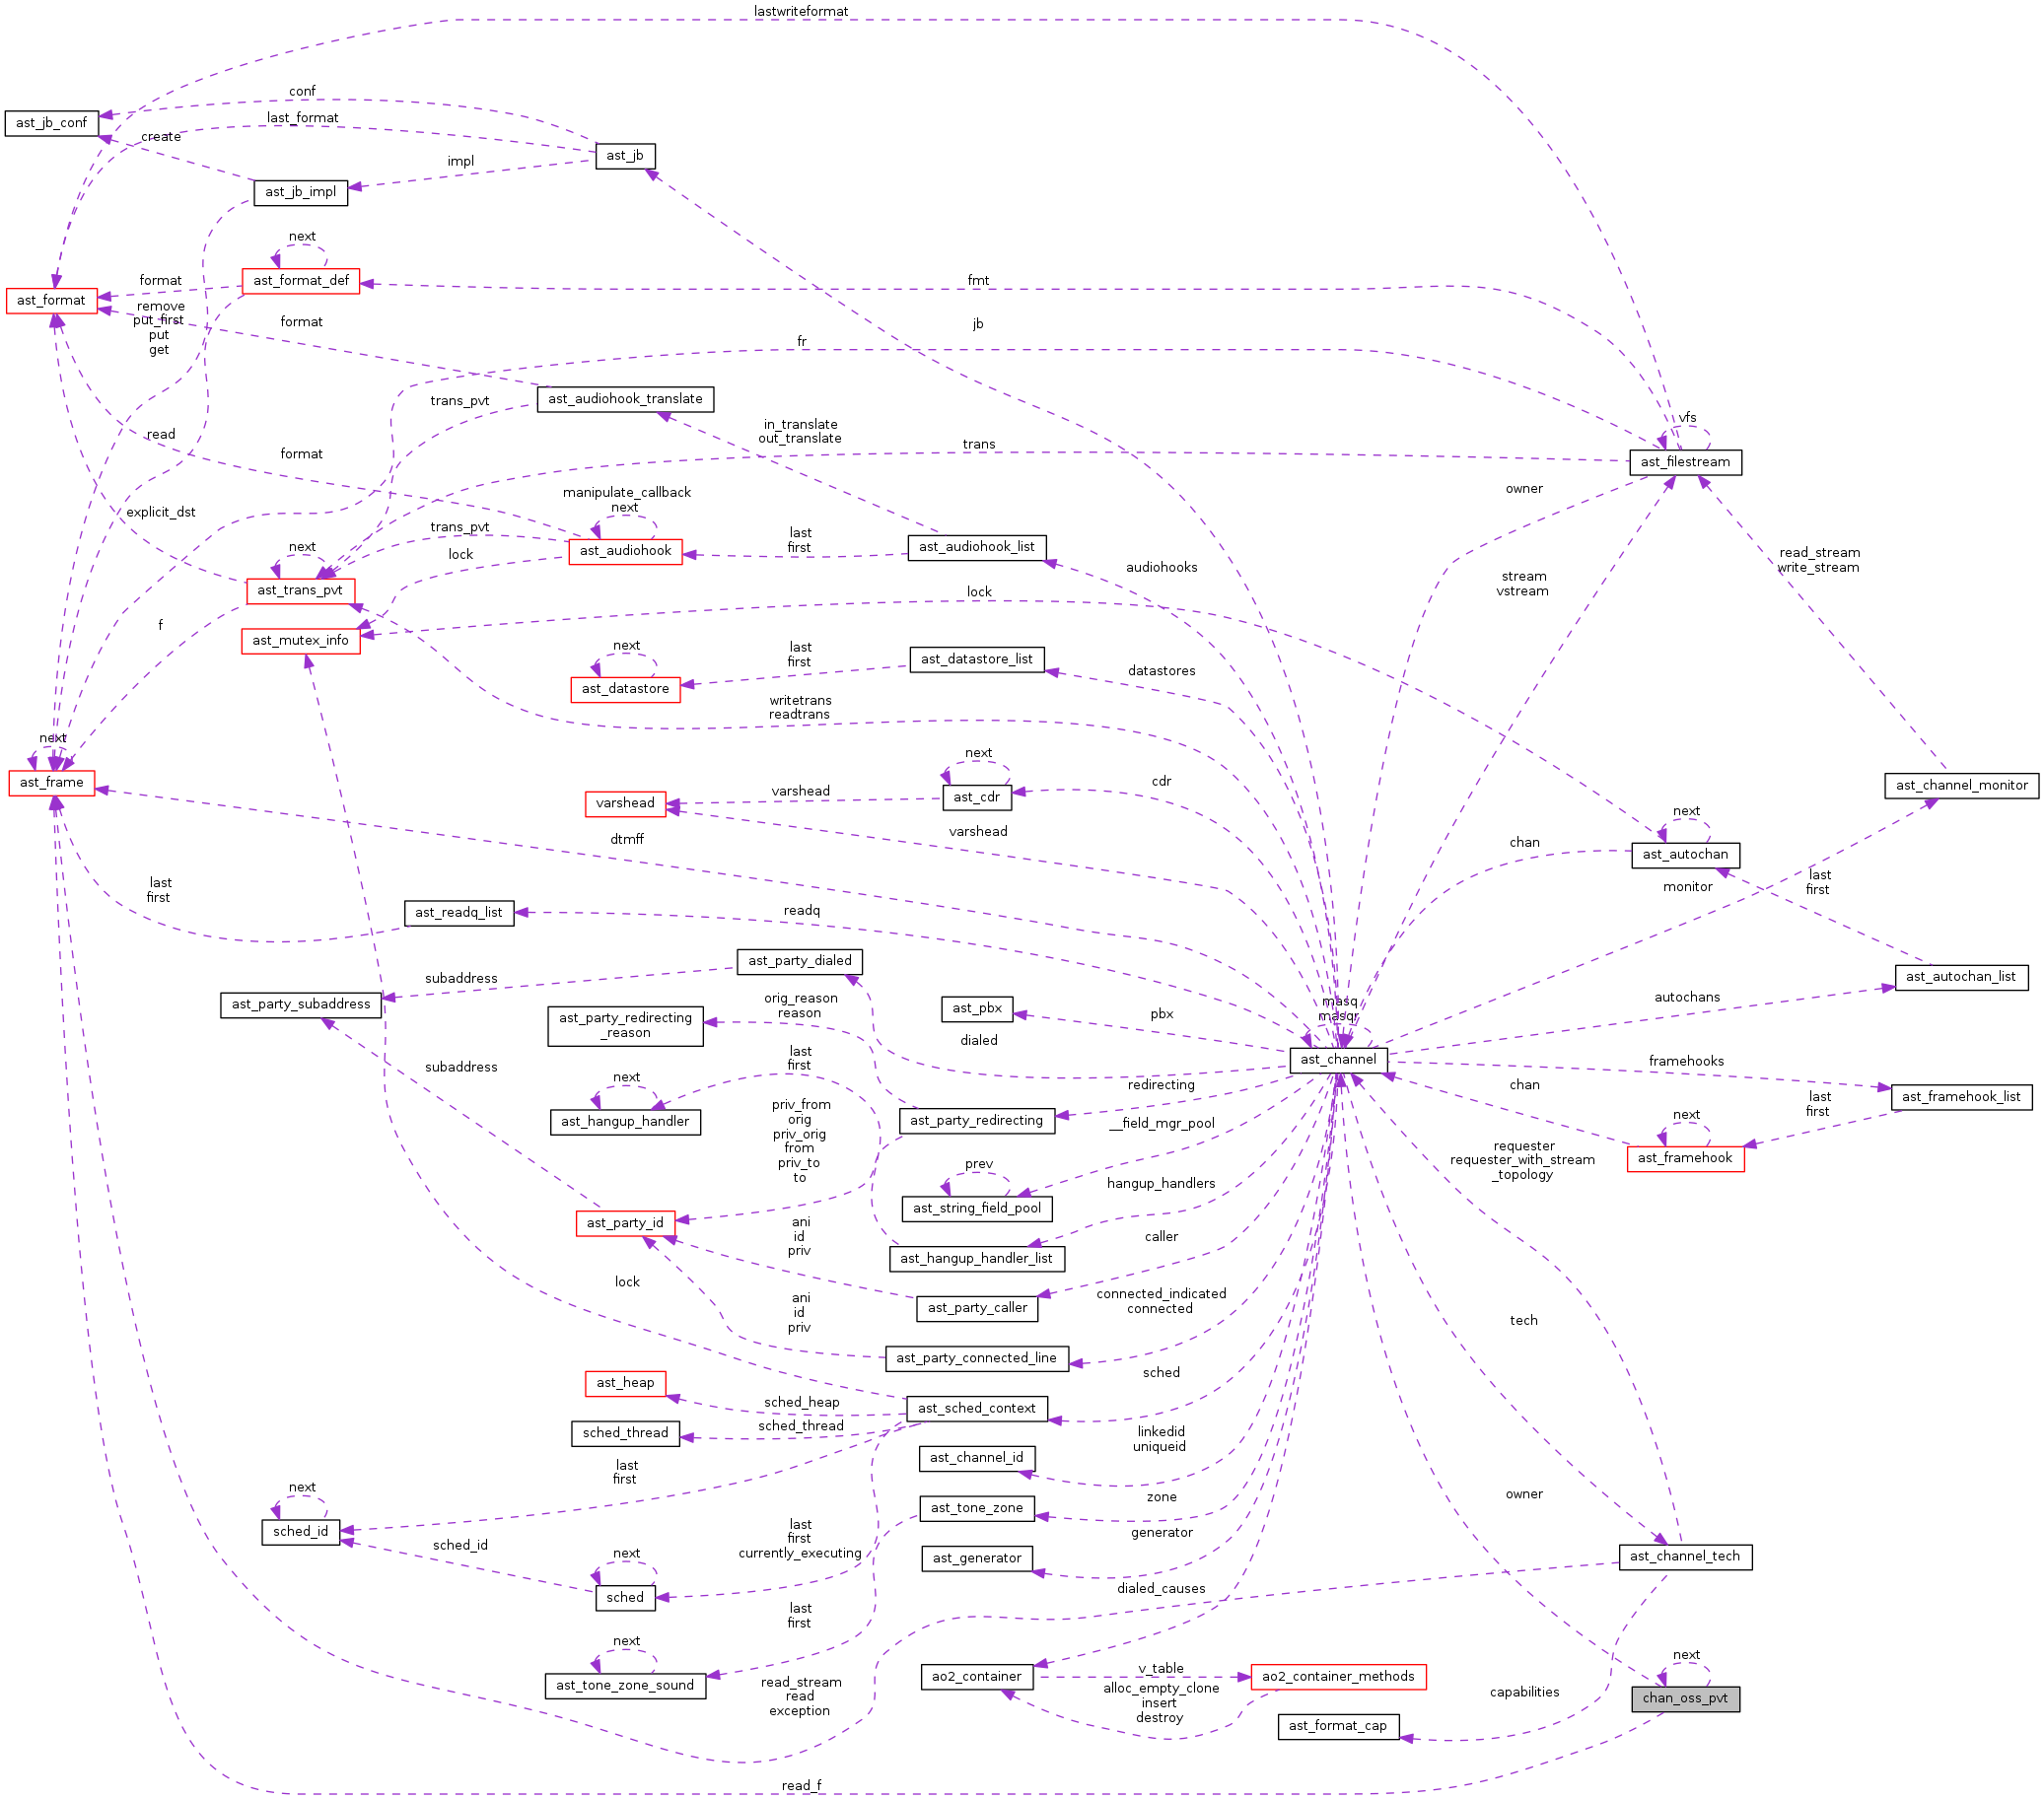 lastwriteformat
conf
ast_jb_conf
last_format
create
ast_jb
impl
ast_jb_impl
next
format
ast_format_def
fmt
ast_format
remove
put_first
put
get
format
jb
fr
ast_audiohook_translate
trans_pvt
in_translate
out_translate
vfs
read
format
trans
ast_filestream
owner
manipulate_callback
next
explicit_dst
trans_pvt
last
first
ast_audiohook_list
next
lock
ast_audiohook
read_stream
write_stream
audiohooks
stream
vstream
ast_trans_pvt
lock
f
ast_mutex_info
next
last
first
ast_datastore_list
datastores
ast_datastore
writetrans
readtrans
next
ast_frame
next
cdr
varshead
varshead
ast_cdr
ast_channel_monitor
next
dtmff
varshead
chan
ast_autochan
last
first
monitor
last
first
ast_readq_list
readq
ast_party_dialed
subaddress
ast_party_subaddress
orig_reason
reason
ast_pbx
pbx
masq
masqr
autochans
ast_autochan_list
ast_party_redirecting
_reason
dialed
ast_channel
framehooks
last
first
subaddress
next
redirecting
chan
ast_framehook_list
last
first
next
ast_hangup_handler
priv_from
orig
priv_orig
from
priv_to
to
ast_party_redirecting
__field_mgr_pool
ast_framehook
requester
requester_with_stream
_topology
prev
hangup_handlers
ast_string_field_pool
ast_party_id
ani
id
priv
caller
ast_hangup_handler_list
lock
ani
id
priv
ast_party_caller
connected_indicated
connected
tech
ast_party_connected_line
ast_heap
sched
sched_heap
ast_sched_context
sched_thread
sched_thread
linkedid
uniqueid
ast_channel_id
last
first
next
zone
owner
sched_id
ast_tone_zone
last
first
currently_executing
sched_id
next
generator
ast_generator
ast_channel_tech
sched
dialed_causes
last
first
next
ast_tone_zone_sound
ao2_container
v_table
ao2_container_methods
next
read_stream
read
exception
alloc_empty_clone
insert
destroy
capabilities
chan_oss_pvt
ast_format_cap
read_f